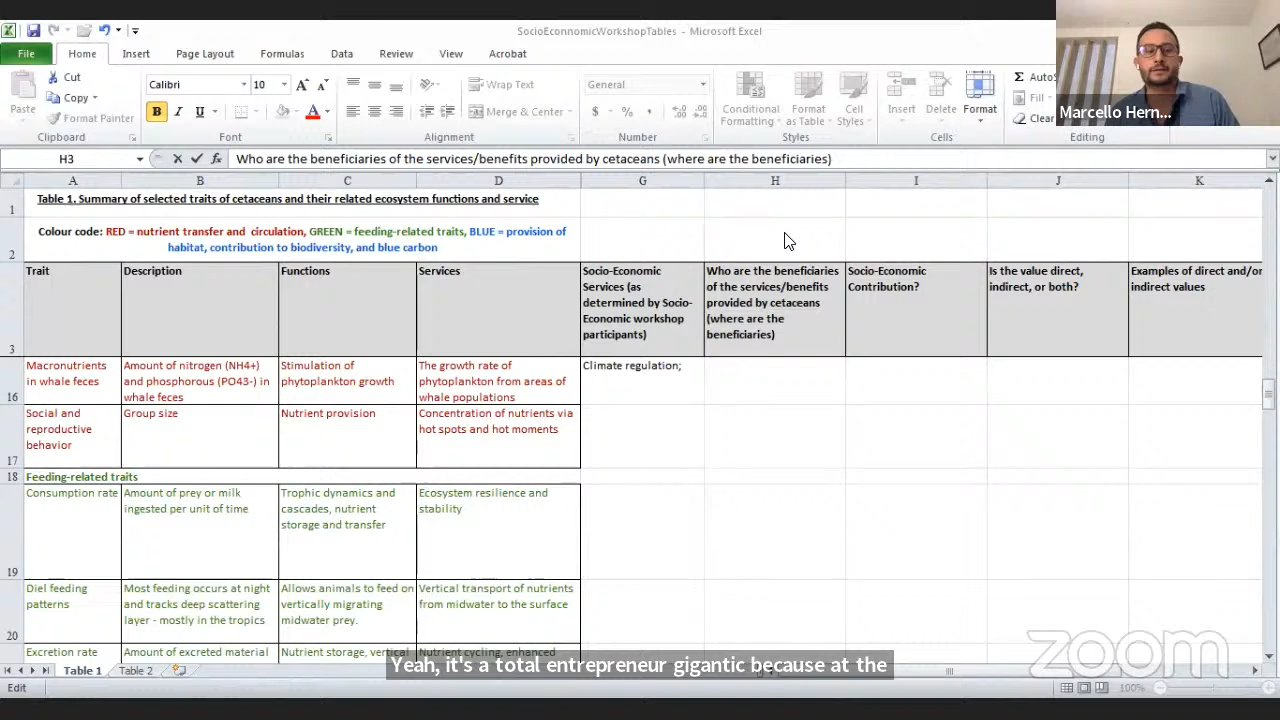 SocioEconnomicWorkshopTables - Microsoft Excel
File Home Insert Page Layout Formulas Data Review View Acrobat
Paste
Cut
Copy
Format Painter
Clipboard
Calibri 10
B I U
Font
Wrap Text
Merge & Center
Alignment
General
$ % ,
Number
Conditional Formatting
Format as Table
Cell Styles
Styles
Insert Delete Format
Cells
AutoS
Fill
Clear
Editing
Marcello Hern...
H3 fx Who are the beneficiaries of the services/benefits provided by cetaceans (where are the beneficiaries)
A B C D G H I J K
1 Table 1. Summary of selected traits of cetaceans and their related ecosystem functions and service
Colour code: RED = nutrient transfer and circulation, GREEN = feeding-related traits, BLUE = provision of
2 habitat, contribution to biodiversity, and blue carbon
Trait
Description
Functions
Services
Socio-Economic
Services (as
determined by Socio-
Economic workshop
participants)
Who are the beneficiaries
of the services/benefits
provided by cetaceans
(where are the
beneficiaries)
Socio-Economic
Contribution?
Is the value direct,
indirect, or both?
Examples of direct and/or
indirect values
3
Macronutrients
in whale feces
Amount of nitrogen (NH4+)
and phosphorous (PO43-) in
whale feces
Stimulation of
phytoplankton growth
The growth rate of
phytoplankton from areas of
whale populations
Climate regulation;
16
Social and
reproductive
behavior
Group size
Nutrient provision
Concentration of nutrients via
hot spots and hot moments
17
18 Feeding-related traits
Consumption rate
Amount of prey or milk
ingested per unit of time
Trophic dynamics and
cascades, nutrient
storage and transfer
Ecosystem resilience and
stability
19
Diel feeding
patterns
Most feeding occurs at night
and tracks deep scattering
layer - mostly in the tropics
Allows animals to feed on
vertically migrating
midwater prey.
Vertical transport of nutrients
from midwater to the surface
20
Excretion rate
Amount of excreted material
Nutrient storage, vertical
Nutrient cycling, enhanced
Table 1 Table 2
Yeah, it's a total entrepreneur gigantic because at the
zoom
Edit
100%